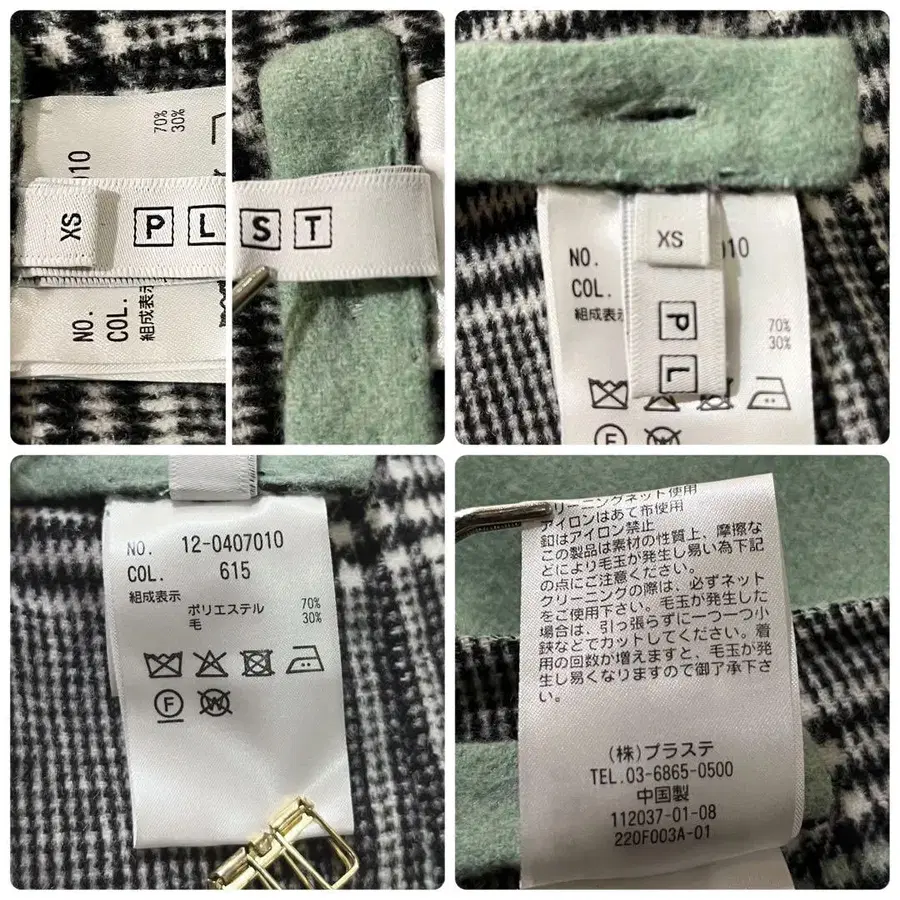 70%
30%
010
XS
P L
S T
NO.
COL.
組成表示
XS
NO. 010
COL.
組成表示
P
L
70%
30%
F W
NO. 12-0407010
COL. 615
組成表示
ポリエステル 70%
毛 30%
F W
クリーニングネット使用
アイロンはあて布使用
釦はアイロン禁止
この製品は素材の性質上、摩擦な
どにより毛玉が発生し易い為下記
の点にご注意ください。
クリーニングの際は、必ずネット
をご使用下さい。毛玉が発生した
場合は、引っ張らずに一つ一つ小
鋏などでカットしてください。着
用の回数が増えますと、毛玉が発
生し易くなりますので御了承下さ
い。
(株)プラステ
TEL.03-6865-0500
中国製
112037-01-08
220F003A-01